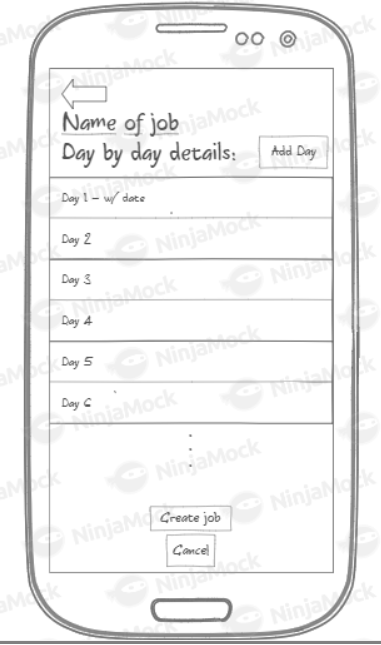 Name of job
Day by day details:
Add Day
Day 1 - w/ date
Day 2
Day 3
Day 4
Day 5
Day 6
Create job
Cancel
NinjaMock